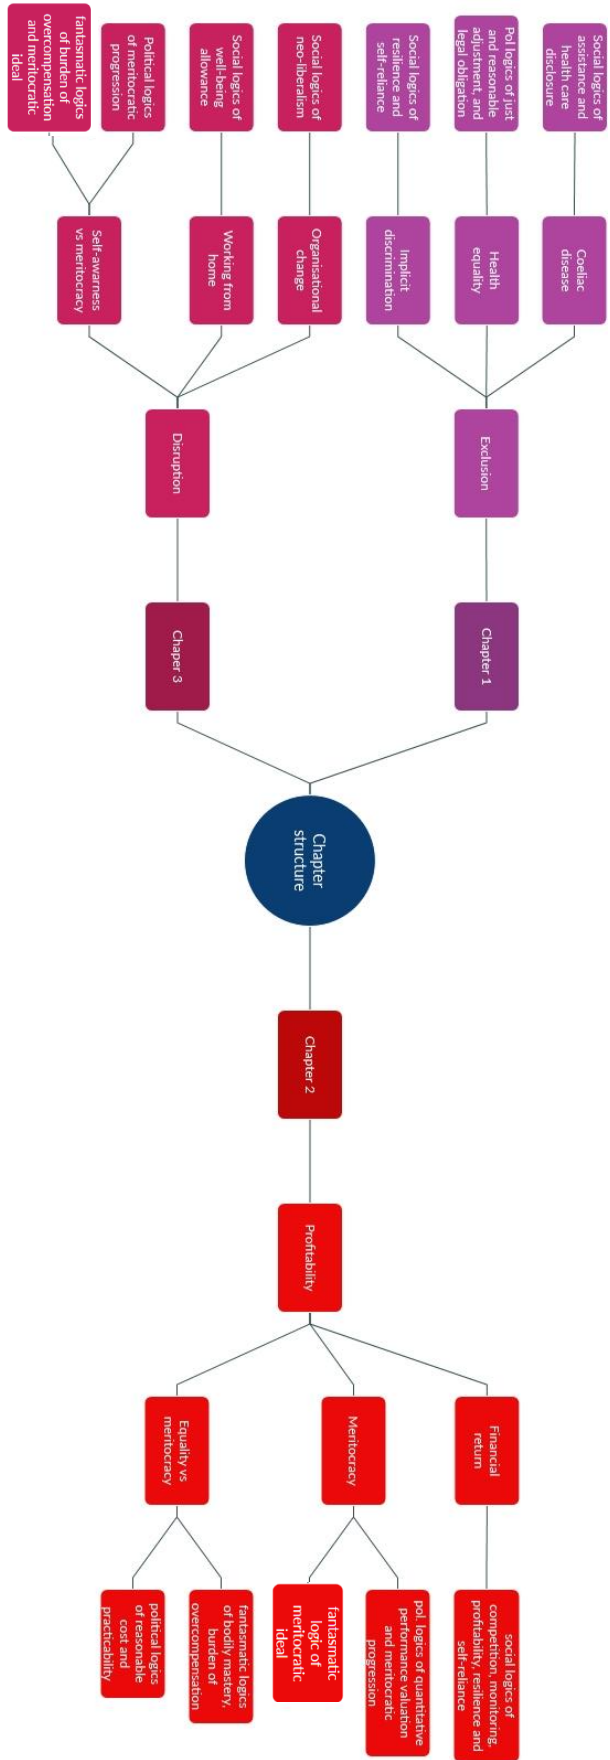 Social logics of
assistance and
health care
disclosure
Coeliac
disease
Pol logics of just
and reasonable
adjustment, and
legal obligation
Health
equality
Social logics of
resilience and
self-reliance
Implicit
discrimination
Exclusion
Chapter 1
Social logics of
neo-liberalism
Organisational
change
Social logics of
well-being
allowance
Working from
home
Political logics
of meritocratic
progression
fantasmatic logics
of burden of
overcompensation
and meritocratic
ideal
Self-awarness
vs meritocracy
Disruption
Chaper 3
Chapter
structure
Chapter 2
Profitability
Financial
return
social logics of
competition, monitoring,
profitability, resilience and
self-reliance
Meritocracy
pol. logics of quantitative
performance valuation
and meritocratic
progression
fantasmatic
logic of
meritocratic
ideal
Equality vs
meritocracy
fantasmatic logics
of bodily mastery,
burden of
overcompensation
political logics
of reasonable
cost and
practicability